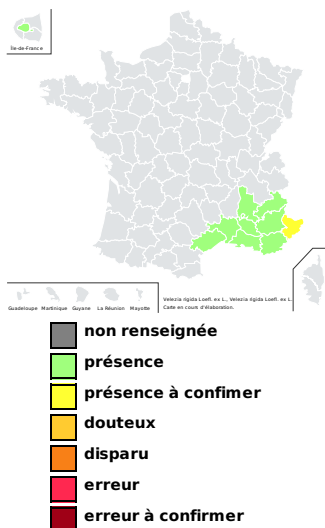 Île-de-France
Guadeloupe Martinique Guyane La Réunion Mayotte
Velezia rigida Loefl. ex L., Velezia rigida Loefl. ex L.
Carte en cours d'élaboration.
non renseignée
présence
présence à confimer
douteux
disparu
erreur
erreur à confirmer